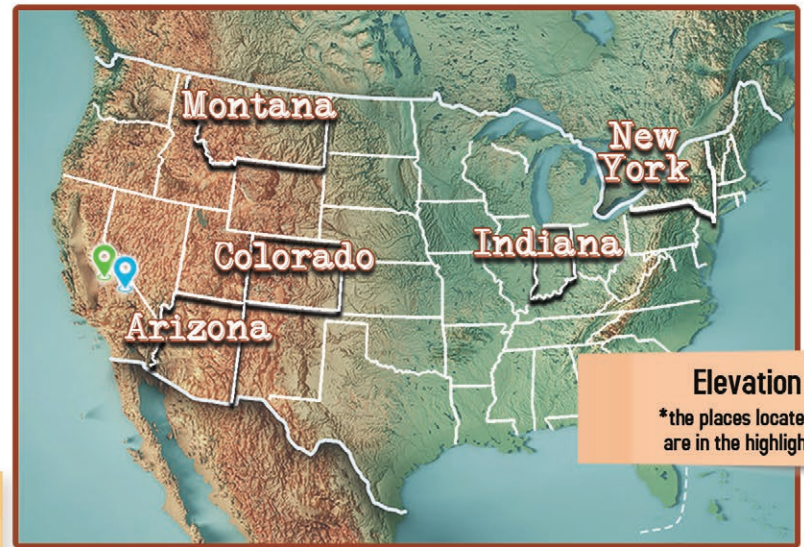 Montana
New
York
Colorado
Indiana
Arizona
Elevation
*the places locate
are in the highligh